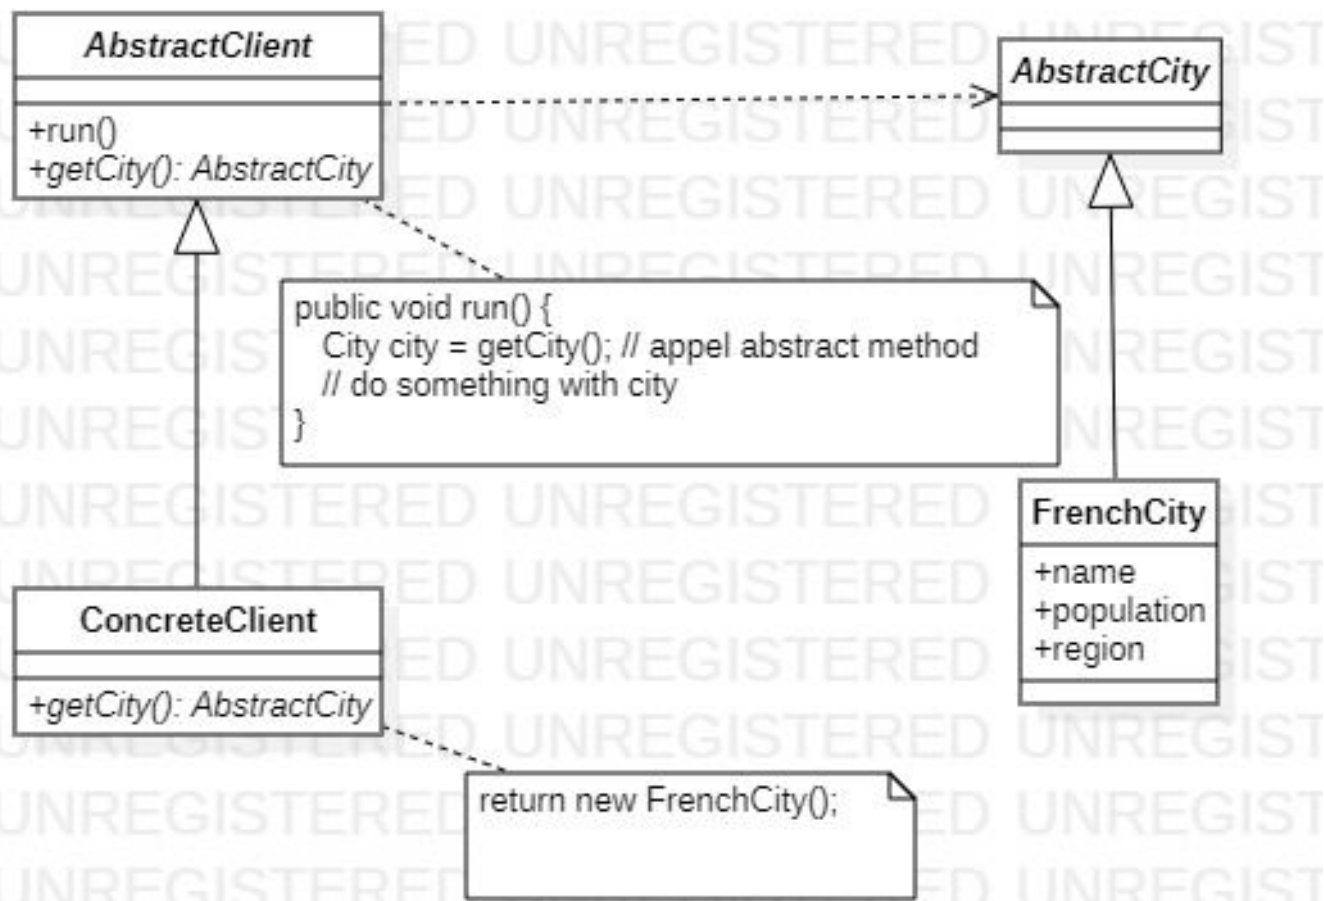 AbstractClient
+run()
+getCity(): AbstractCity
AbstractCity
public void run() {
City city = getCity(); // appel abstract method
// do something with city
}
FrenchCity
+name
+population
+region
ConcreteClient
+getCity(): AbstractCity
return new FrenchCity();
UNREGISTERED